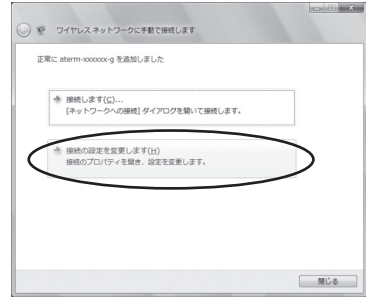 ワイヤレス ネットワークに手動で接続します
正常に aterm-xxxxxx-g を追加しました
接続します(C)...
[ネットワークへの接続] ダイアログを開いて接続します。
接続の設定を変更します(H)
接続のプロパティを開き、設定を変更します。
閉じる